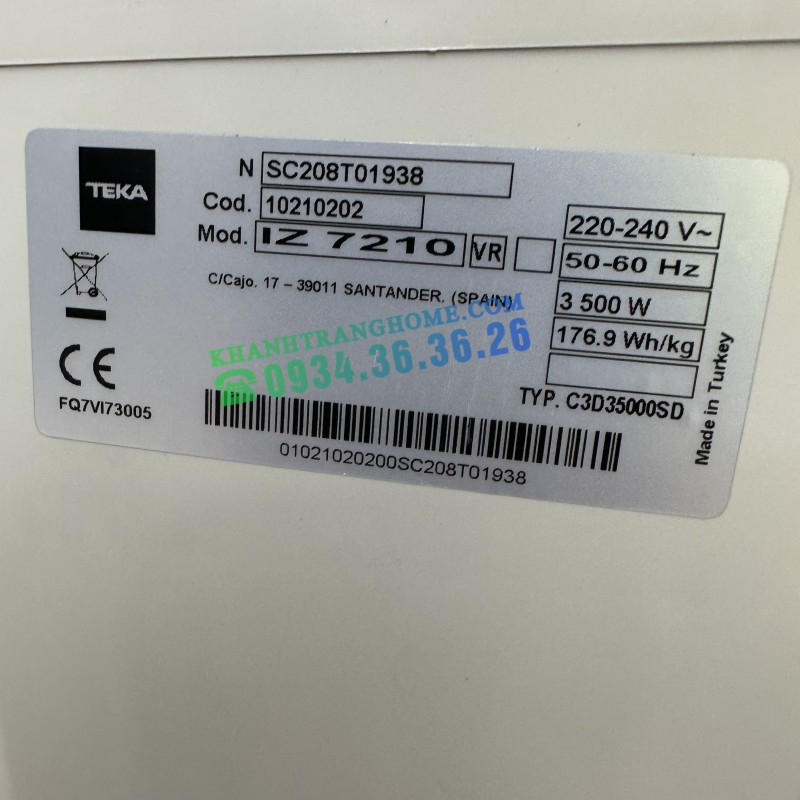 TEKA
N SC208T01938
Cod. 10210202
Mod. IZ 7210 VR
C/Cajo. 17 – 39011 SANTANDER. (SPAIN)
220-240 V~
50-60 Hz
3 500 W
176.9 Wh/kg
TYP. C3D35000SD
Made in Turkey
CE
FQ7VI73005
KHANHTRANGHOME.COM
0934.36.36.26
01021020200SC208T01938